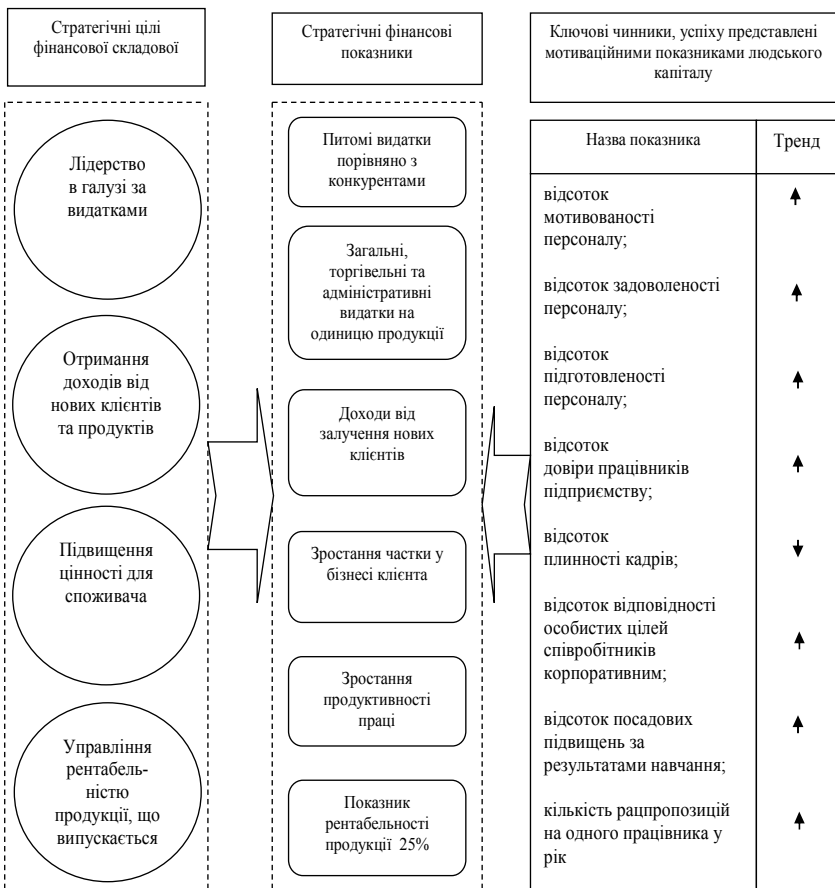 Стратегічні цілі
фінансової складової
Стратегічні фінансові
показники
Ключові чинники, успіху представлені
мотиваційними показниками людського
капіталу
Лідерство
в галузі за
видатками
Отримання
доходів від
нових клієнтів
та продуктів
Підвищення
цінності для
споживача
Управління
рентабель-
ністю
продукції, що
випускається
Питомі видатки
порівняно з
конкурентами
Загальні,
торгівельні та
адміністративні
видатки на
одиницю продукції
Доходи від
залучення нових
клієнтів
Зростання частки у
бізнесі клієнта
Зростання
продуктивності
праці
Показник
рентабельності
продукції 25%
Назва показника Тренд
відсоток
мотивованості
персоналу;
відсоток задоволеності
персоналу;
відсоток
підготовленості
персоналу;
відсоток
довіри працівників
підприємству;
відсоток
плинності кадрів;
відсоток відповідності
особистих цілей
співробітників
корпоративним;
відсоток посадових
підвищень за
результатами навчання;
кількість рацпропозицій
на одного працівника у
рік